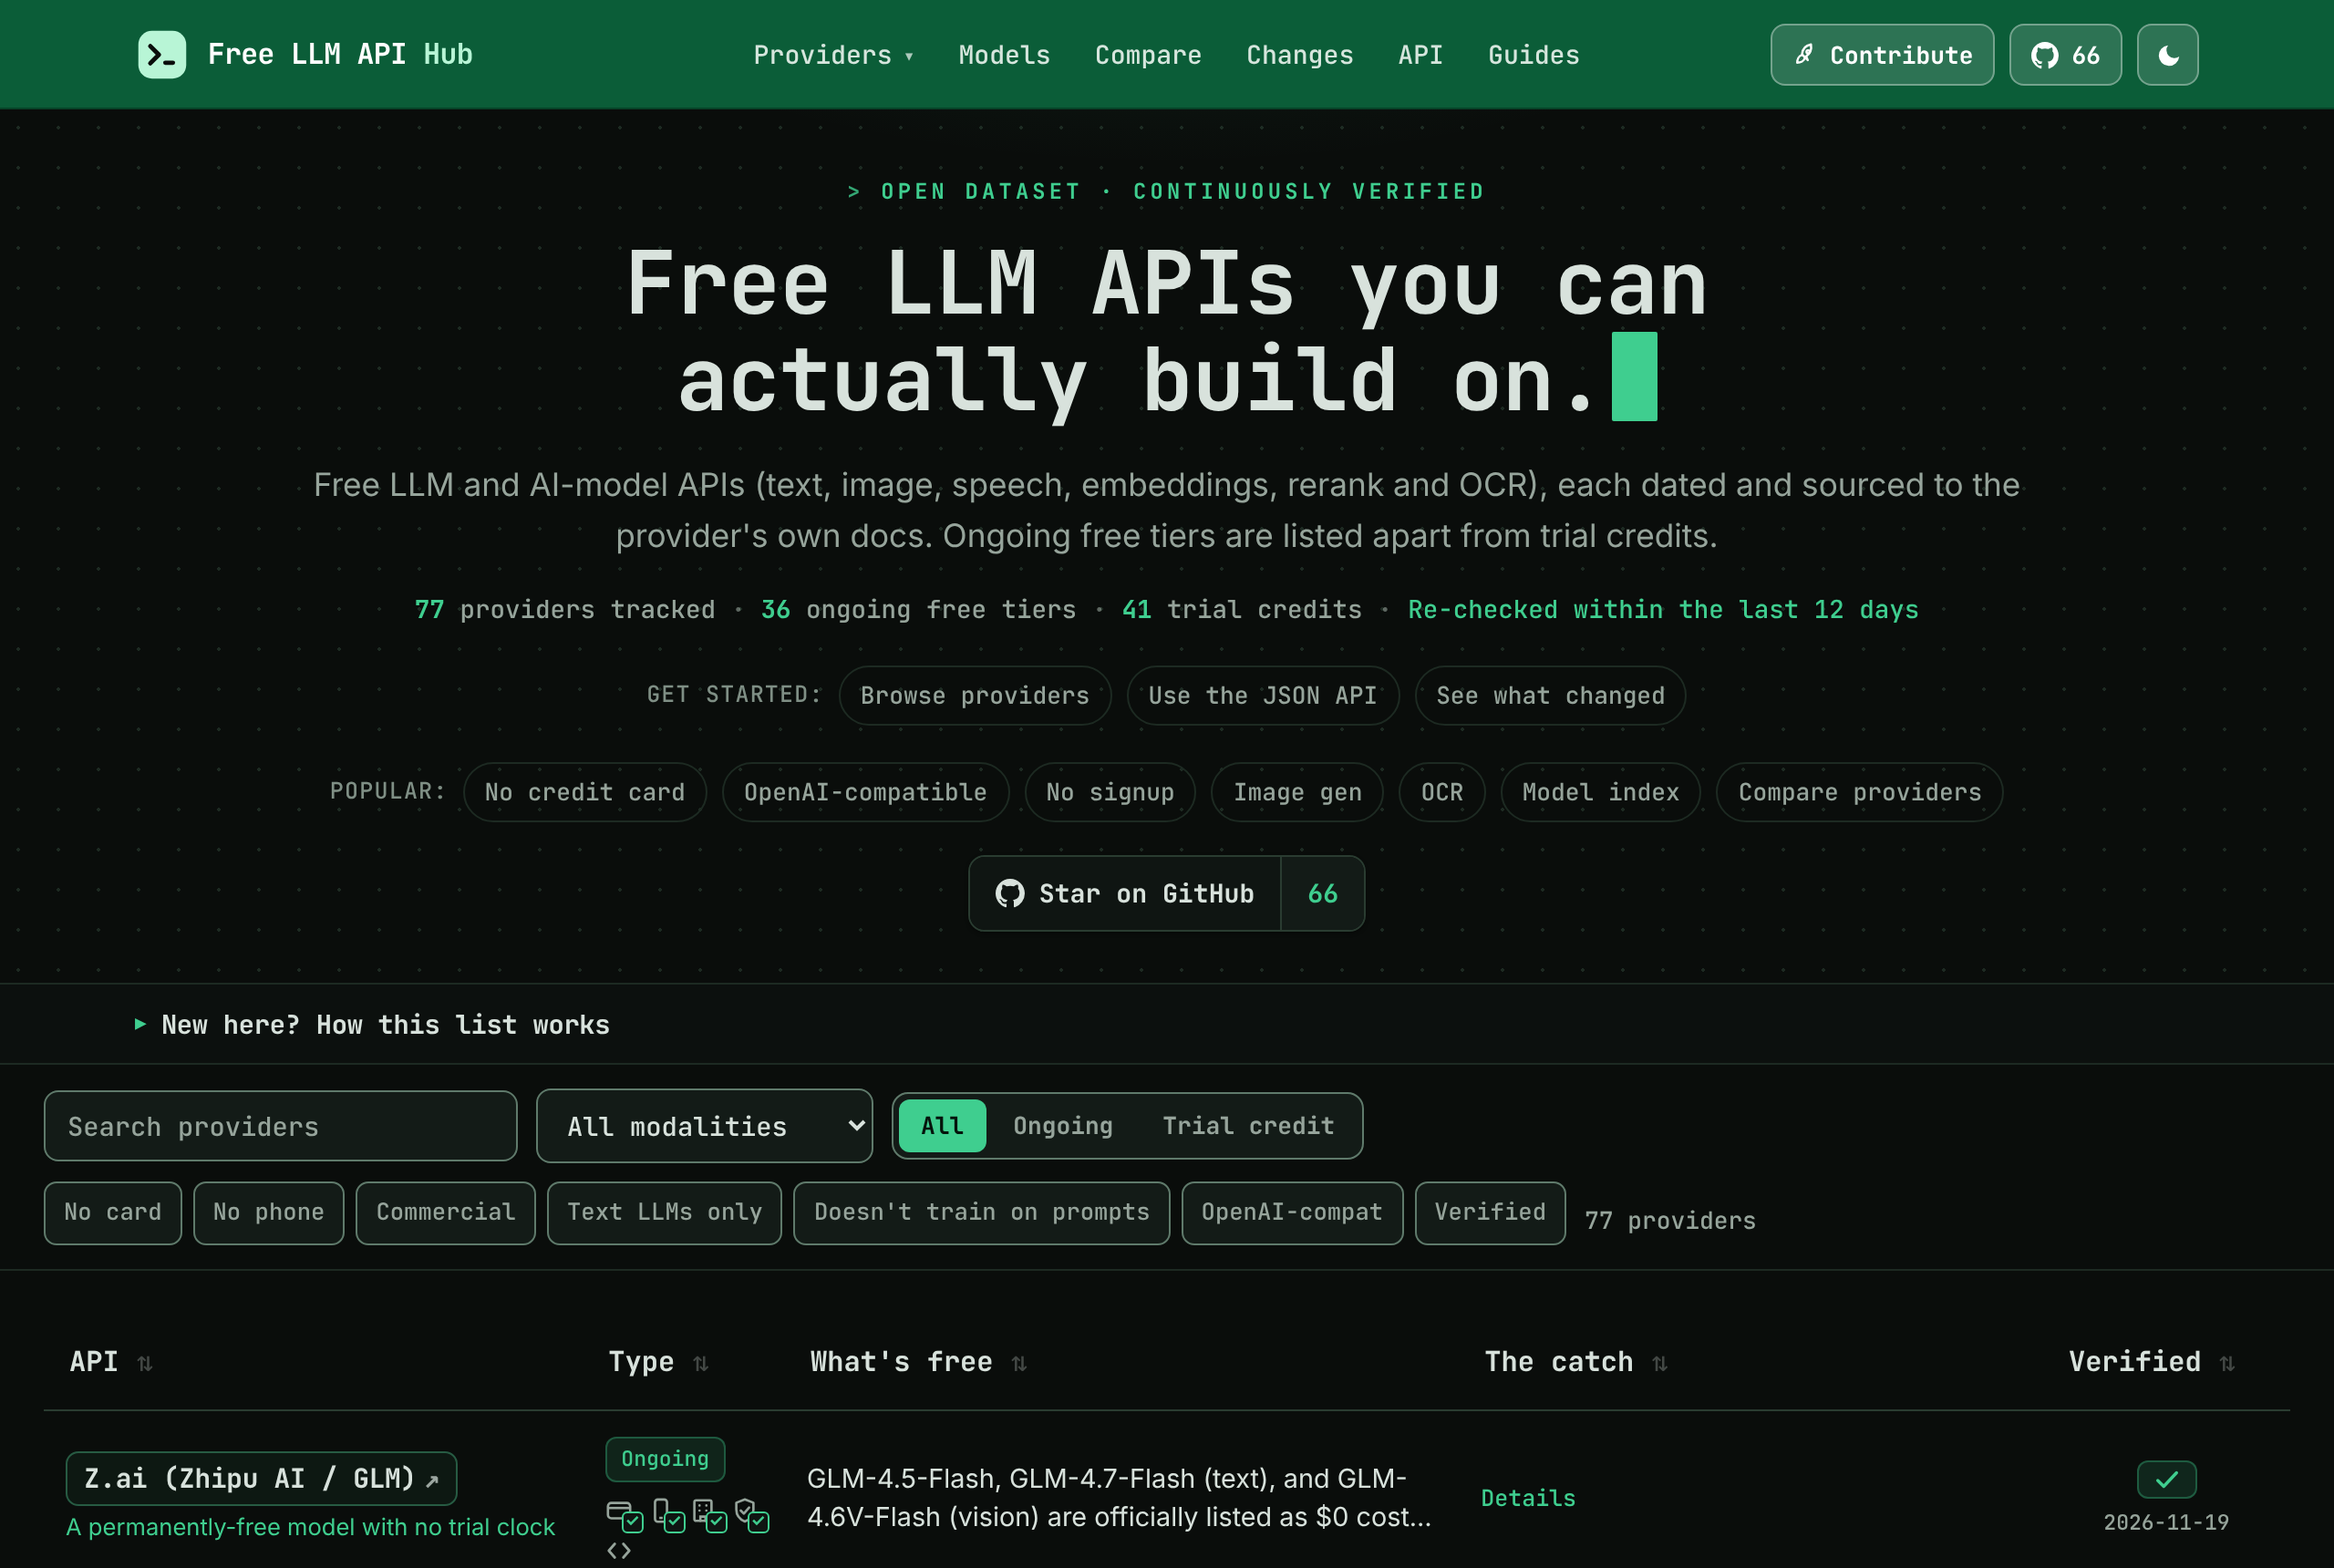 Free LLM API Hub
Providers ▾ Models Compare Changes API Guides
Contribute 66
> OPEN DATASET · CONTINUOUSLY VERIFIED
Free LLM APIs you can
actually build on.
Free LLM and AI-model APIs (text, image, speech, embeddings, rerank and OCR), each dated and sourced to the
provider's own docs. Ongoing free tiers are listed apart from trial credits.
77 providers tracked · 36 ongoing free tiers · 41 trial credits · Re-checked within the last 12 days
GET STARTED: Browse providers Use the JSON API See what changed
POPULAR: No credit card OpenAI-compatible No signup Image gen OCR Model index Compare providers
Star on GitHub 66
▸ New here? How this list works
Search providers All modalities All Ongoing Trial credit
No card No phone Commercial Text LLMs only Doesn't train on prompts OpenAI-compat Verified 77 providers
API ⇅ Type ⇅ What's free ⇅ The catch ⇅ Verified ⇅
Z.ai (Zhipu AI / GLM) ↗
A permanently-free model with no trial clock
Ongoing
GLM-4.5-Flash, GLM-4.7-Flash (text), and GLM-
4.6V-Flash (vision) are officially listed as $0 cost…
Details
2026-11-19